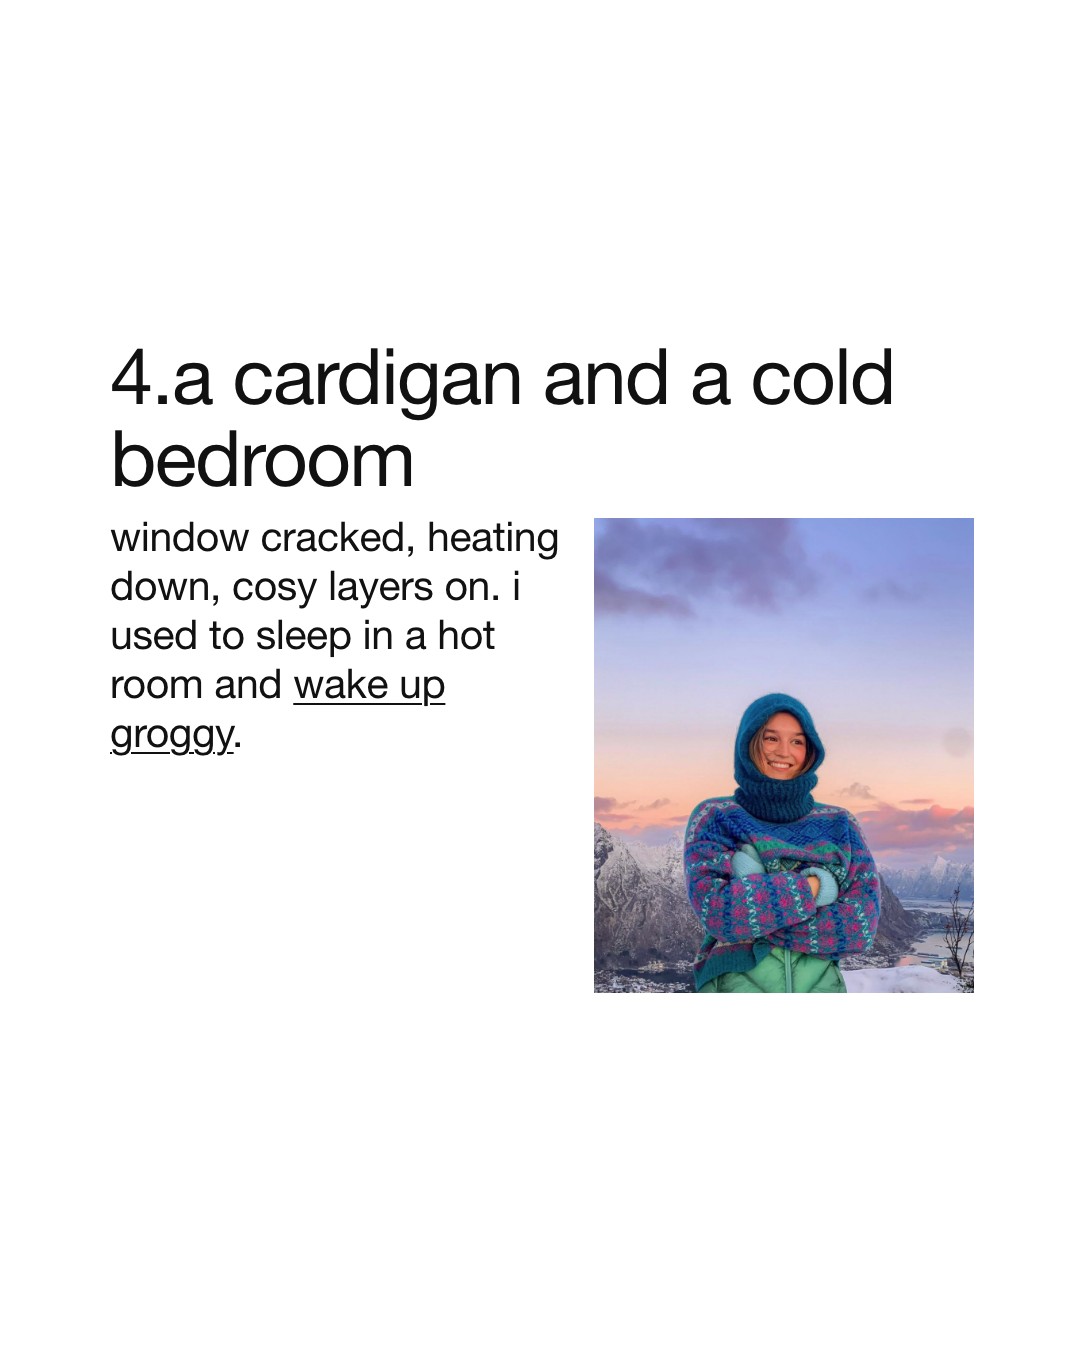 4.a cardigan and a cold
bedroom
window cracked, heating
down, cosy layers on. i
used to sleep in a hot
room and wake up
groggy.